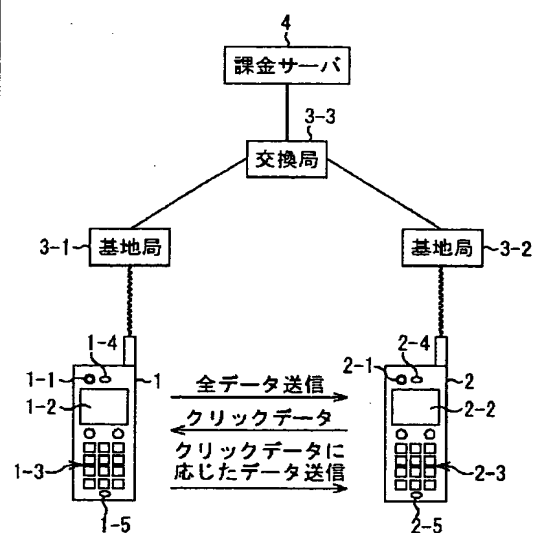 4
課金サーバ
3-3
交換局
3-1 基地局
基地局 3-2
1-4
1-1
1
1-2
1-3
1-5
全データ送信
クリックデータ
クリックデータに
応じたデータ送信
2-4
2-1
2
2-2
2-3
2-5